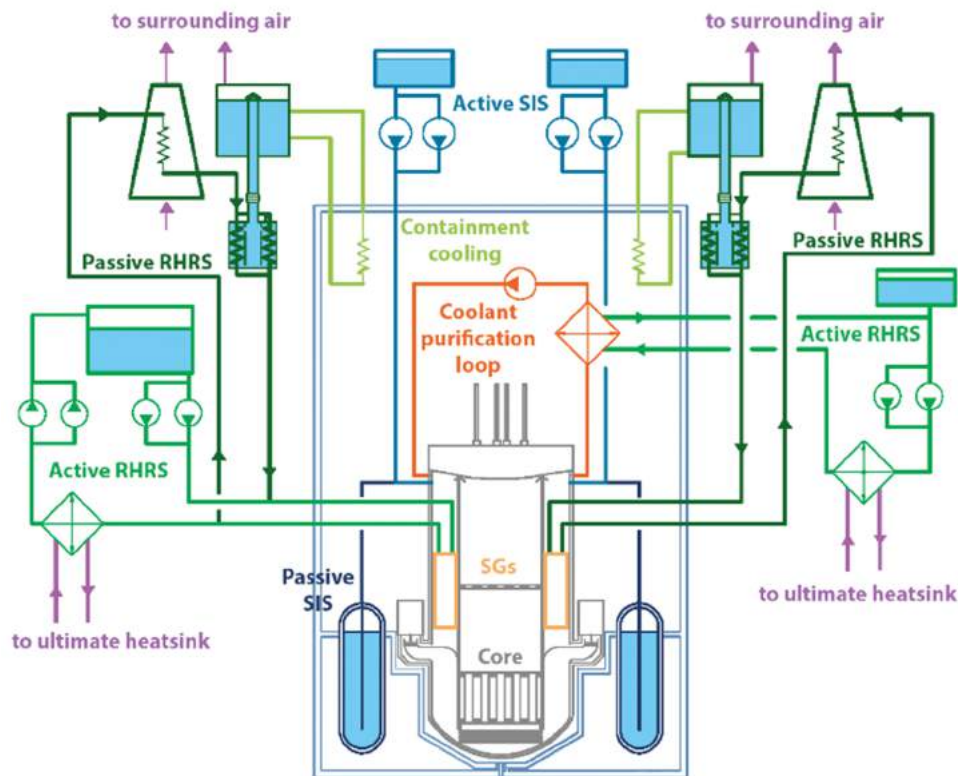 to surrounding air
to surrounding air
Active SIS
Containment
cooling
Passive RHRS
Passive RHRS
Coolant
purification
loop
Active RHRS
Active RHRS
SGs
Passive
SIS
to ultimate heatsink
to ultimate heatsink
Core